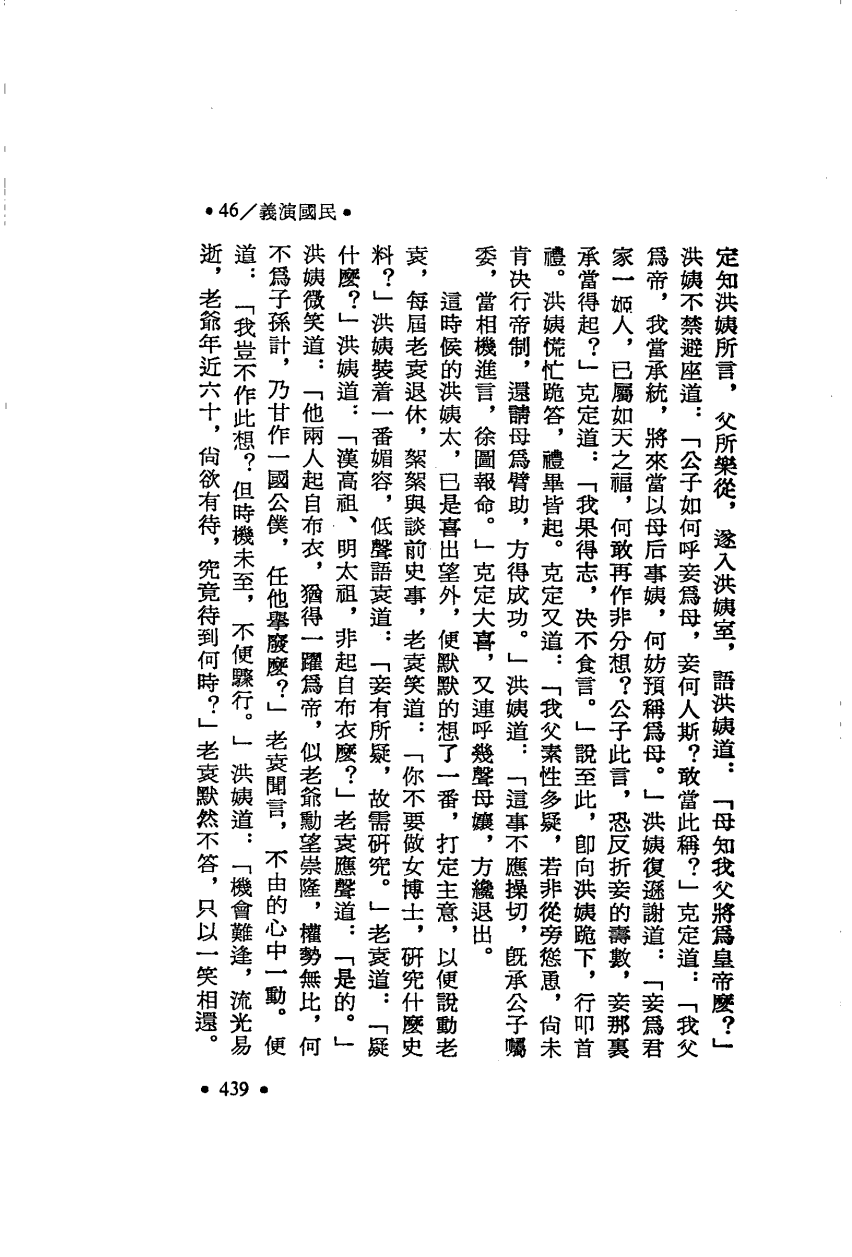 •46／義演國民•
定知洪姨所言，父所樂從，遂入洪姨室，語洪姨道：「母知我父將爲皇帝麼？」
洪姨不禁避座道：「公子如何呼妾爲母，妾何人斯？敢當此稱？」克定道：「我父
爲帝，我當承統，將來當以母后事姨，何妨預稱爲母。」洪姨復遜謝道：「妾爲君
家一姬人，已屬如天之福，何敢再作非分想？公子此言，恐反折妾的壽數，妾那裏
承當得起？」克定道：「我果得志，决不食言。」說至此，卽向洪姨跪下，行叩首
禮。洪姨慌忙跪答，禮畢皆起。克定又道：「我父素性多疑，若非從旁慫恿，尙未
肯决行帝制，還請母爲臂助，方得成功。」洪姨道：「這事不應操切，旣承公子囑
委，當相機進言，徐圖報命。」克定大喜，又連呼幾聲母孃，方纔退出。
這時候的洪姨太，已是喜出望外，便默默的想了一番，打定主意，以便說動老
袁，每屆老袁退休，絮絮與談前史事，老袁笑道：「你不要做女博士，研究什麼史
料？」洪姨裝着一番媚容，低聲語袁道：「妾有所疑，故需研究。」老袁道：「疑
什麼？」洪姨道：「漢高祖、明太祖，非起自布衣麼？」老袁應聲道：「是的。」
洪姨微笑道：「他兩人起自布衣，猶得一躍爲帝，似老爺勳望崇隆，權勢無比，何
不爲子孫計，乃甘作一國公僕，任他舉廢麼？」老袁聞言，不由的心中一動。便
道：「我豈不作此想？但時機未至，不便驟行。」洪姨道：「機會難逢，流光易
逝，老爺年近六十，尙欲有待，究竟待到何時？」老袁默然不答，只以一笑相還。
•439•